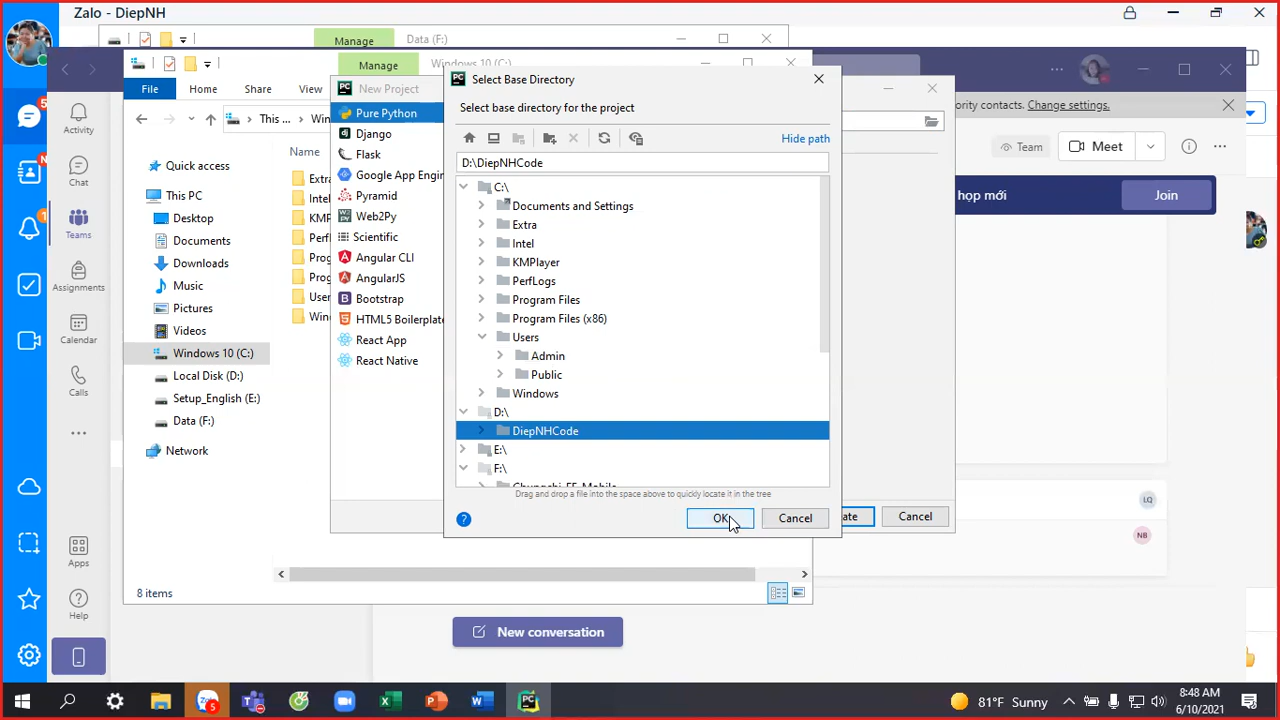 Zalo - DiepNH
Manage
Data (F:)
Manage
Windows 10 (C:)
File
Home
Share
View
This ...
Name
Quick access
This PC
Desktop
Documents
Downloads
Music
Pictures
Videos
Windows 10 (C:)
Local Disk (D:)
Setup_English (E:)
Data (F:)
Network
8 items
Activity
Chat
Teams
Assignments
Calendar
Calls
Apps
Help
New Project
Pure Python
Django
Flask
Google App Engin
Pyramid
Web2Py
Scientific
Angular CLI
AngularJS
Bootstrap
HTML5 Boilerplate
React App
React Native
Select Base Directory
Select base directory for the project
Hide path
D:\DiepNHCode
C:\
Documents and Settings
Extra
Intel
KMPlayer
PerfLogs
Program Files
Program Files (x86)
Users
Admin
Public
Windows
D:\
DiepNHCode
E:\
F:\
Drag and drop a file into the space above to quickly locate it in the tree
OK
Cancel
Cancel
ority contacts. Change settings.
Team
Meet
họp mới
Join
LQ
NB
New conversation
81°F Sunny
8:48 AM
6/10/2021